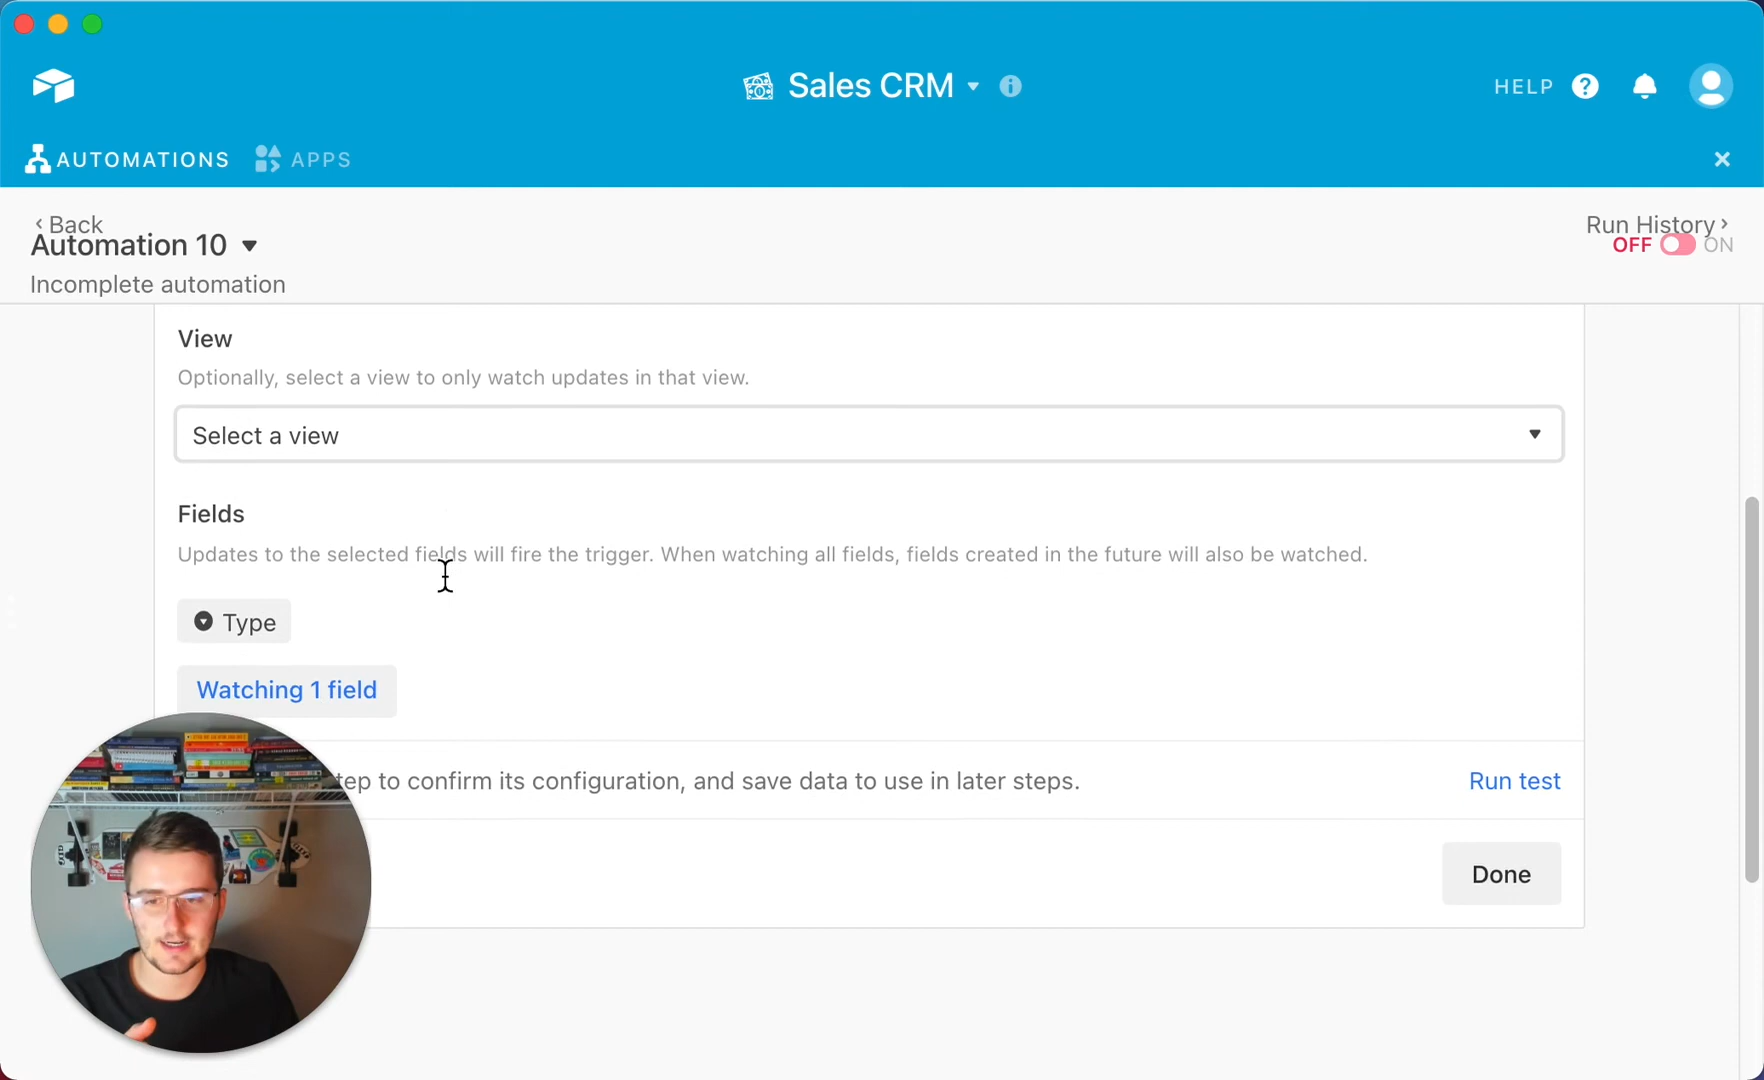 Sales CRM
HELP
AUTOMATIONS
APPS
Back
Run History
Automation 10
OFF
ON
Incomplete automation
View
Optionally, select a view to only watch updates in that view.
Select a view
Fields
Updates to the selected fields will fire the trigger. When watching all fields, fields created in the future will also be watched.
Type
Watching 1 field
tep to confirm its configuration, and save data to use in later steps.
Run test
Done